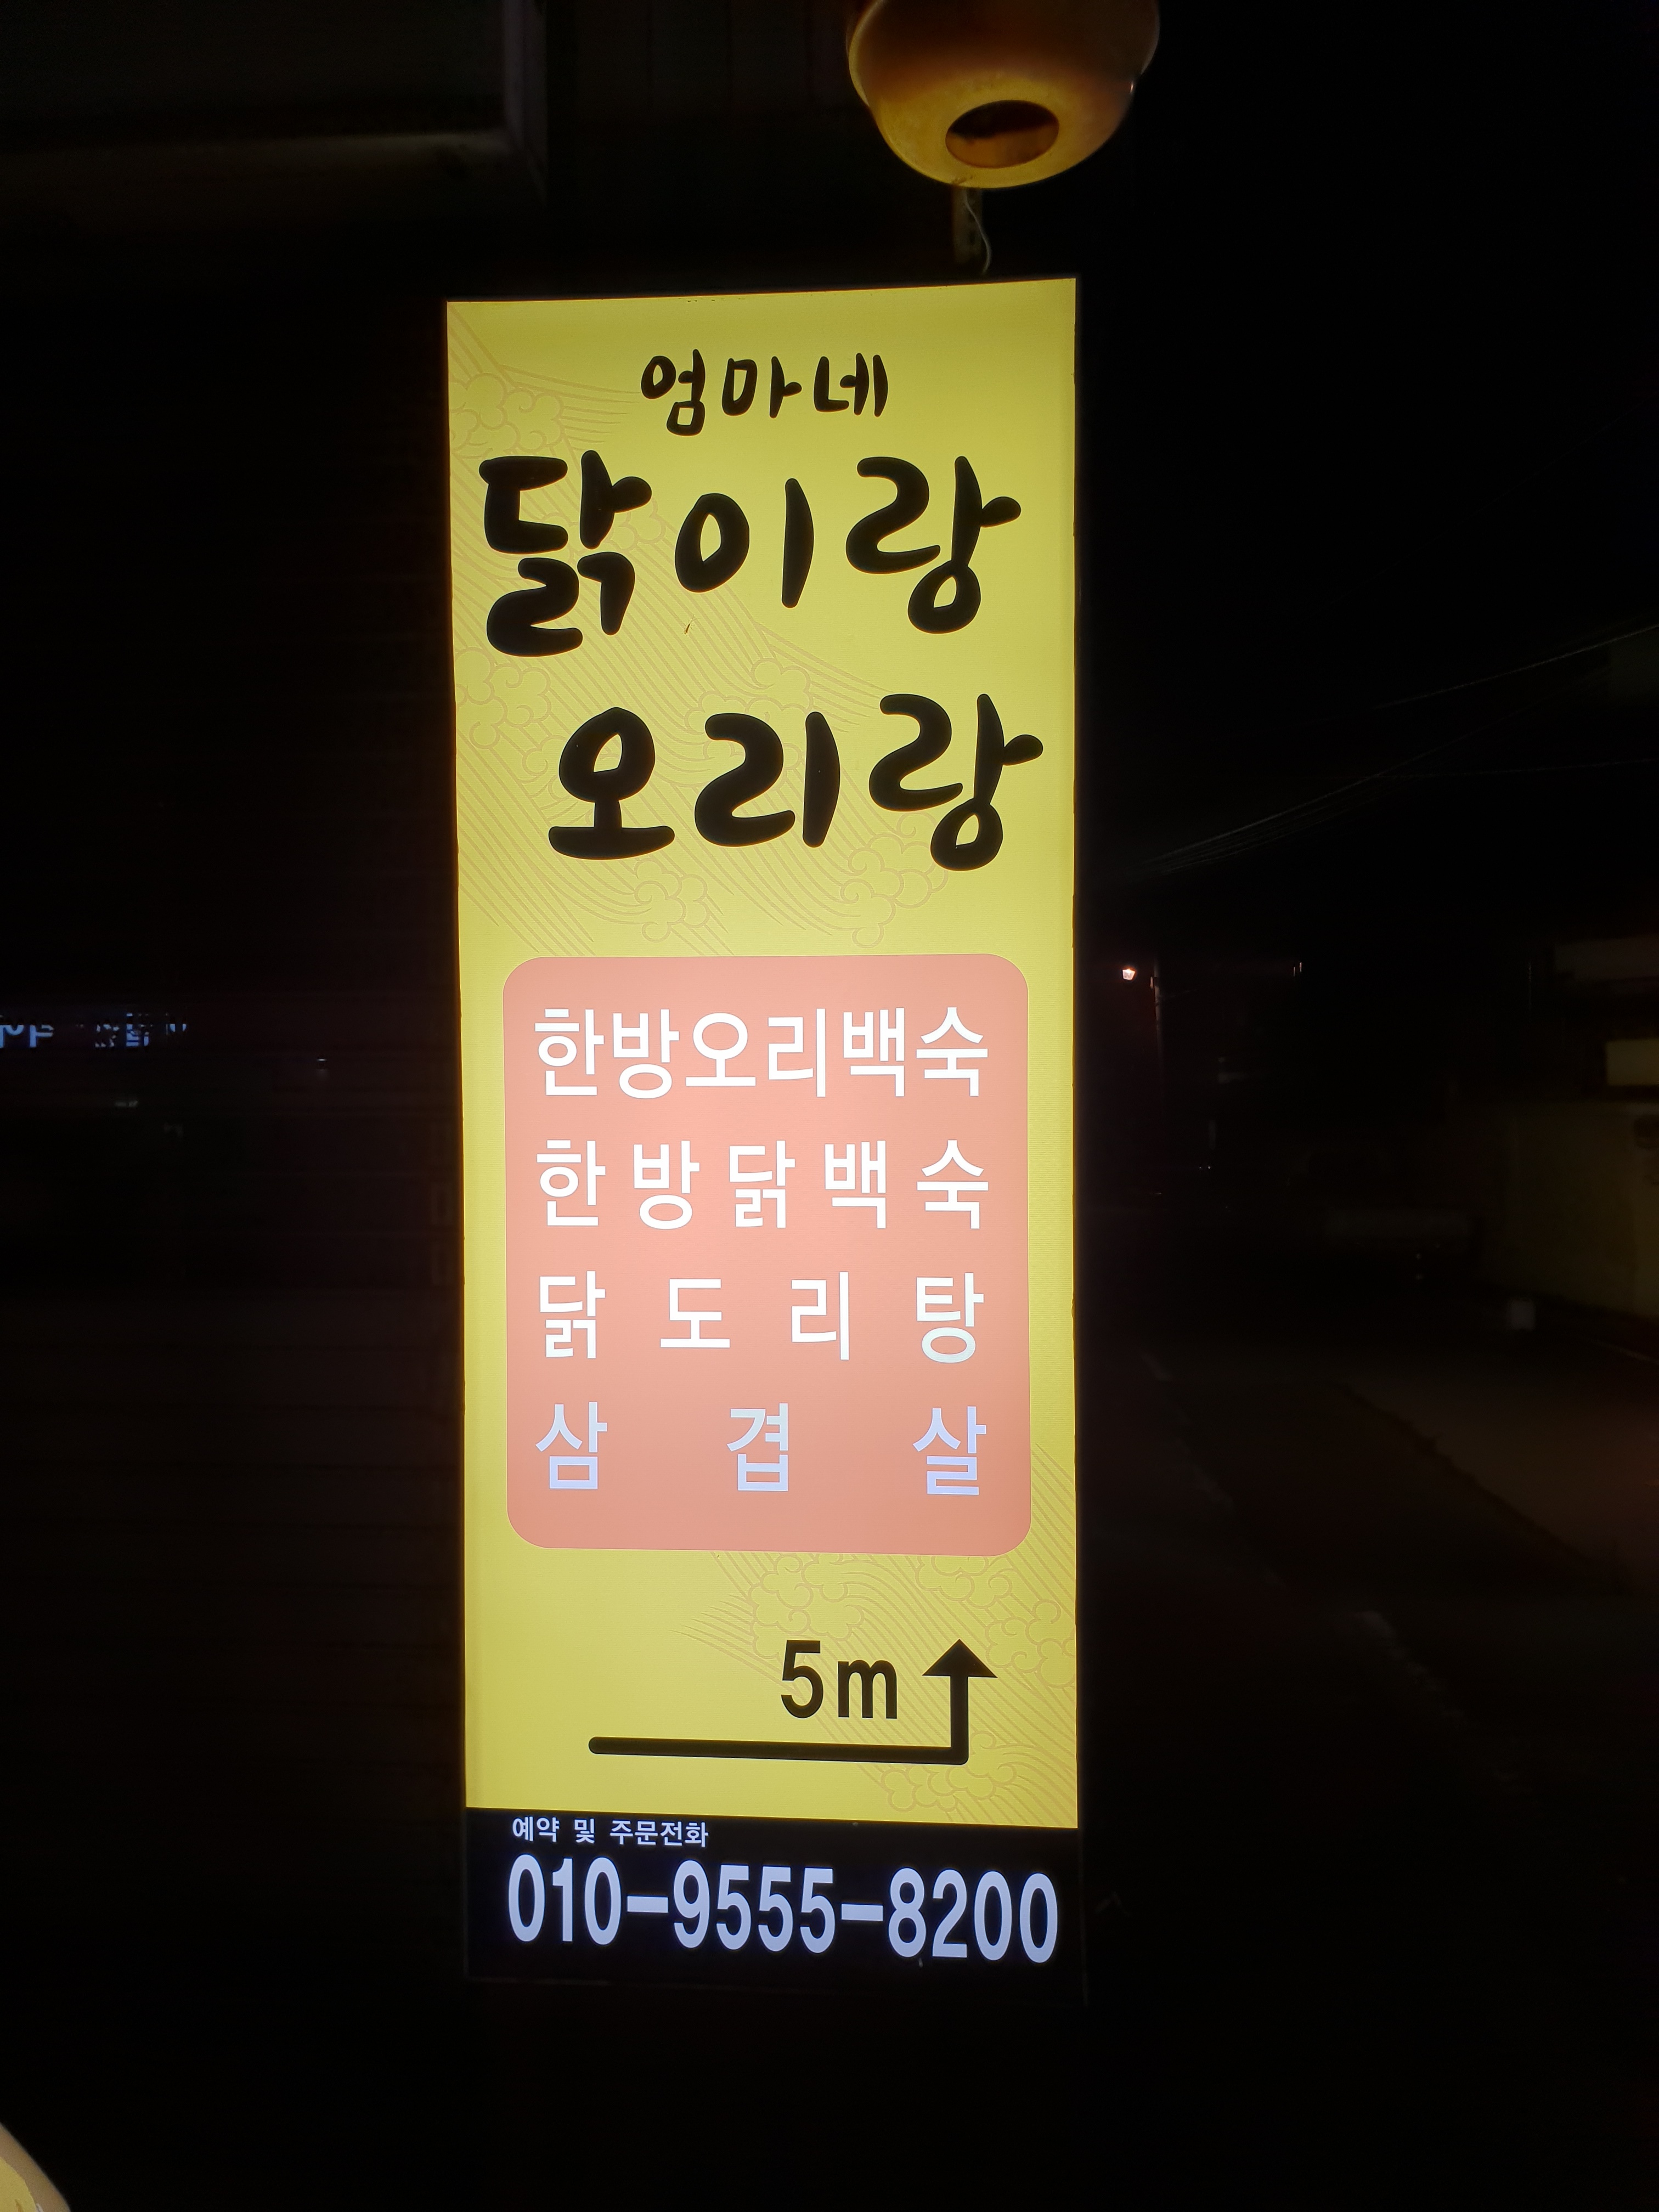 엄마네
닭이랑
오리랑
한방오리백숙
한방닭백숙
닭도리탕
삼겹살
5m
예약 및 주문전화
010-9555-8200